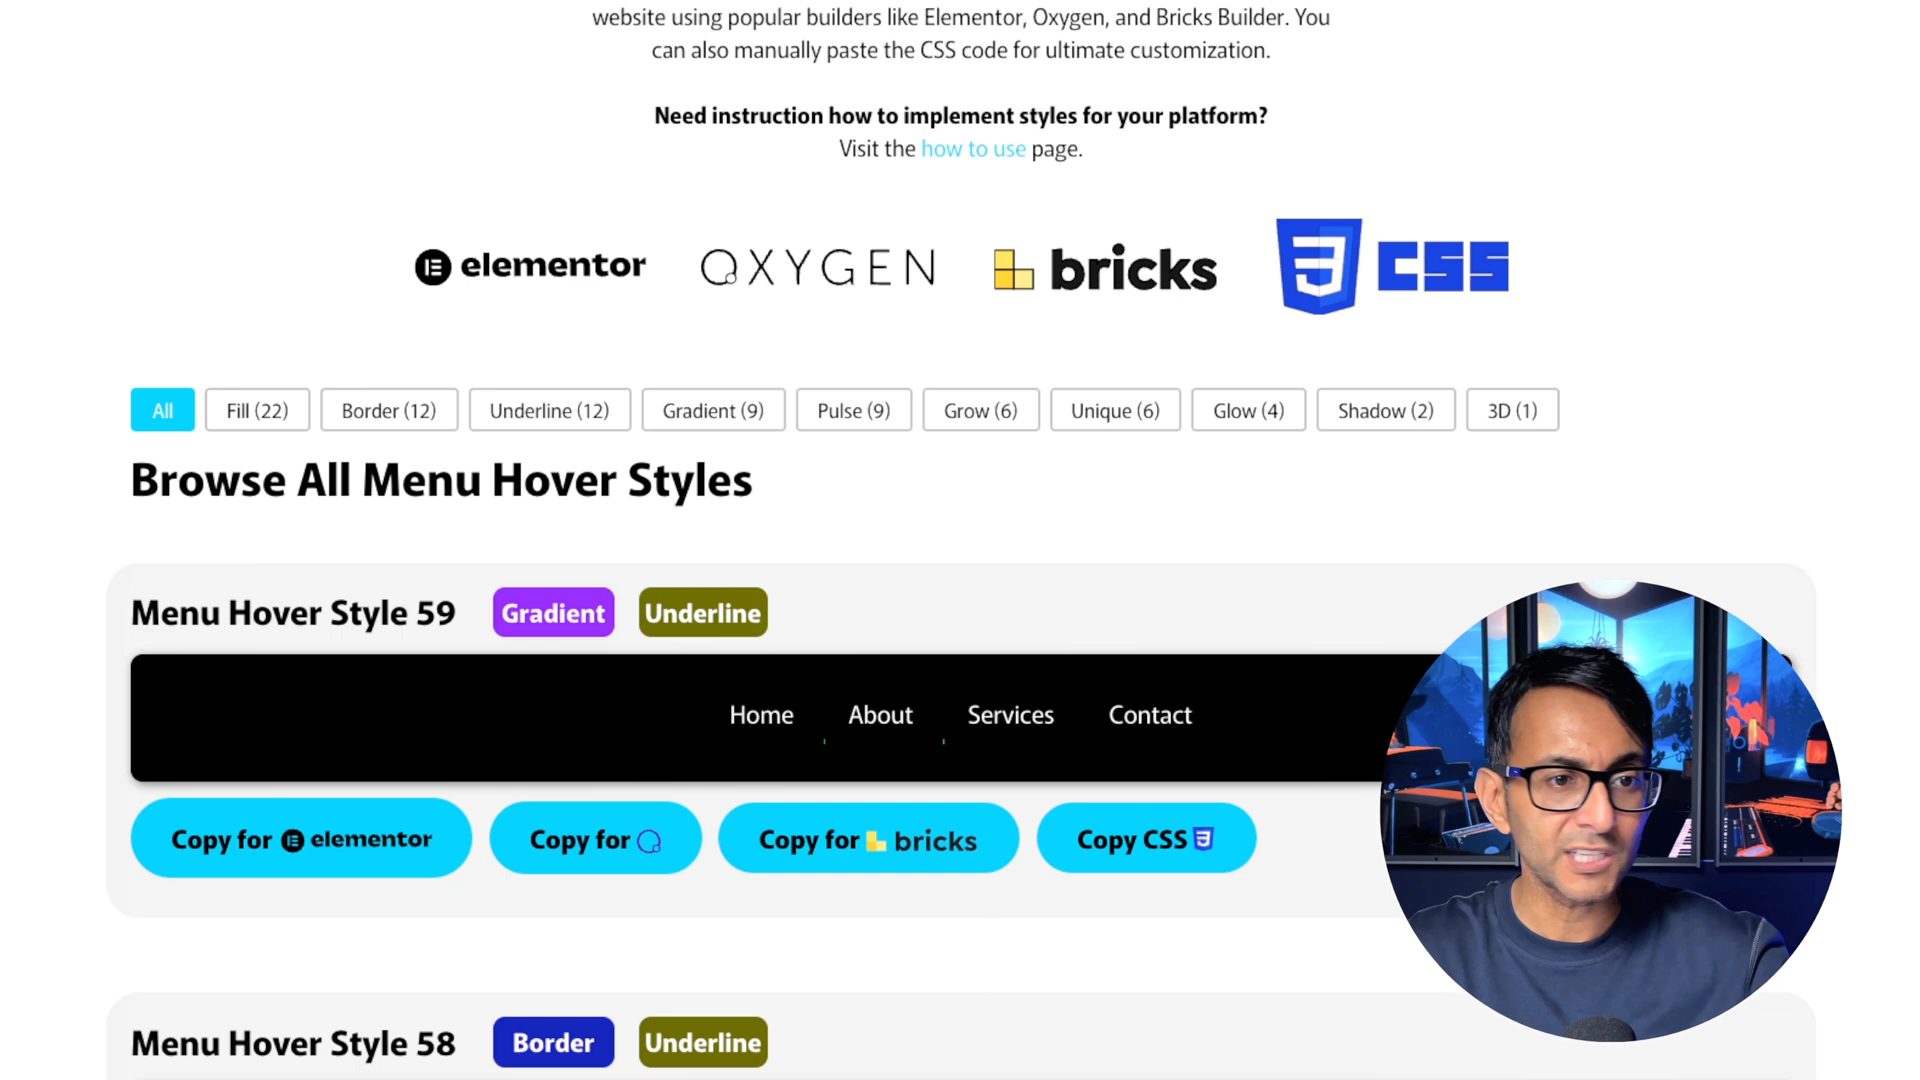 website using popular builders like Elementor, Oxygen, and Bricks Builder. You
can also manually paste the CSS code for ultimate customization.
Need instruction how to implement styles for your platform?
Visit the how to use page.
elementor OXYGEN bricks CSS
All Fill (22) Border (12) Underline (12) Gradient (9) Pulse (9) Grow (6) Unique (6) Glow (4) Shadow (2) 3D (1)
Browse All Menu Hover Styles
Menu Hover Style 59 Gradient Underline
Home About Services Contact
Copy for elementor Copy for Copy for bricks Copy CSS
Menu Hover Style 58 Border Underline